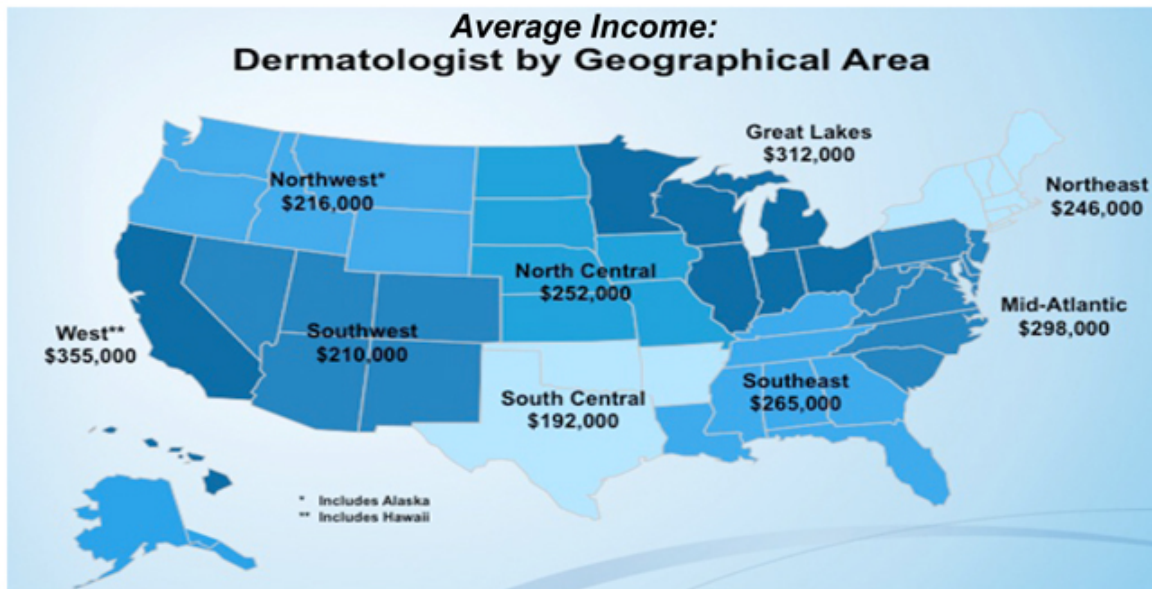 Average Income:
Dermatologist by Geographical Area
Great Lakes
$312,000
Northwest*
$216,000
Northeast
$246,000
North Central
$252,000
Mid-Atlantic
$298,000
West**
$355,000
Southwest
$210,000
Southeast
$265,000
South Central
$192,000
* Includes Alaska
** Includes Hawaii